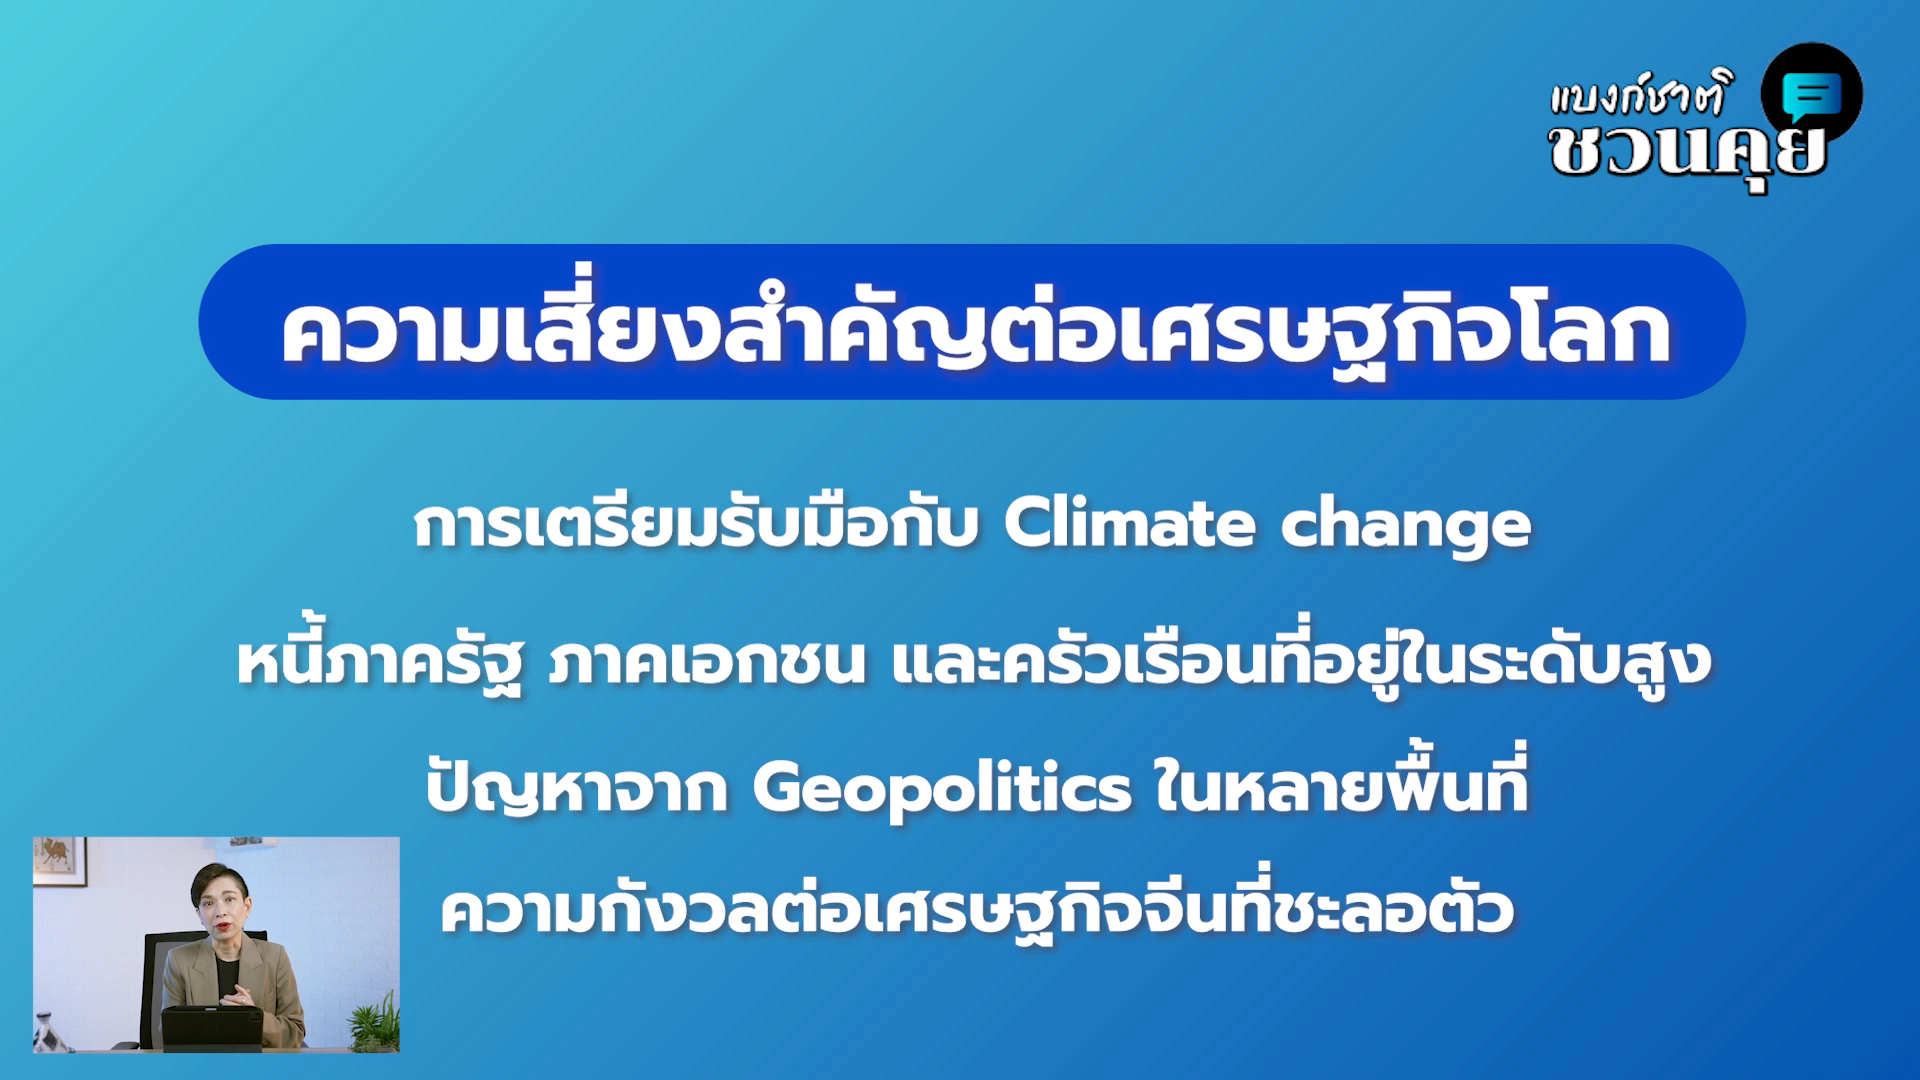 แบงก์ชาติ
ชวนคุย
ความเสี่ยงสำคัญต่อเศรษฐกิจโลก
การเตรียมรับมือกับ Climate change
หนี้ภาครัฐ ภาคเอกชน และครัวเรือนที่อยู่ในระดับสูง
ปัญหาจาก Geopolitics ในหลายพื้นที่
ความกังวลต่อเศรษฐกิจจีนที่ชะลอตัว